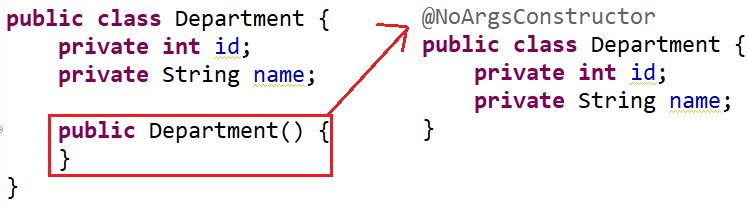 public class Department {
    private int id;
    private String name;

    public Department() {
    }
}
@NoArgsConstructor
public class Department {
    private int id;
    private String name;
}